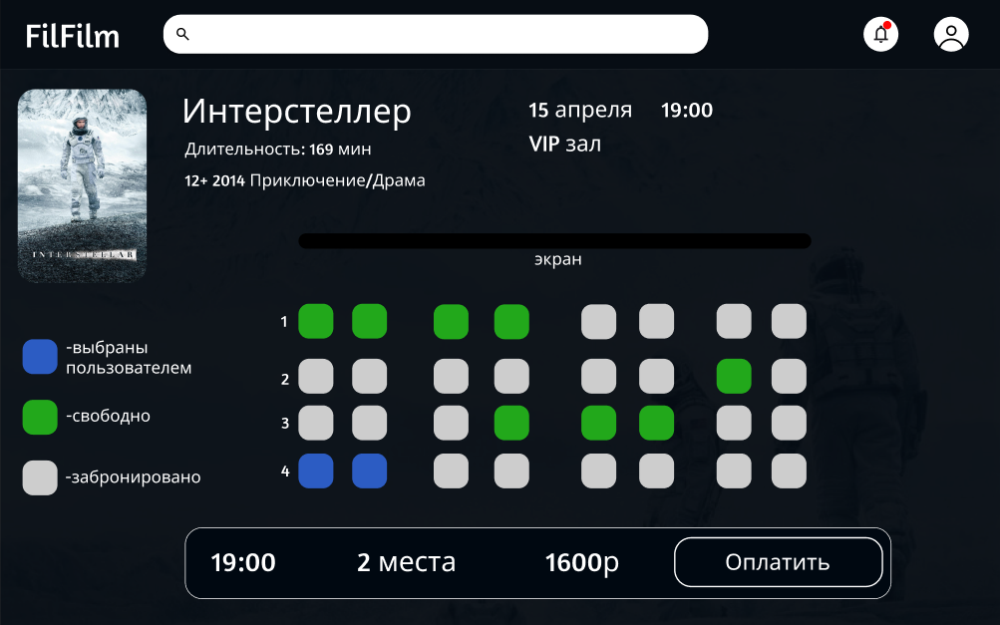 FilFilm
Интерстеллер
15 апреля 19:00
Длительность: 169 мин
VIP зал
12+ 2014 Приключение/Драма
INTERSTELLAR
экран
1
-выбраны
пользователем
2
-свободно
3
-забронировано
4
19:00 2 места 1600р Оплатить